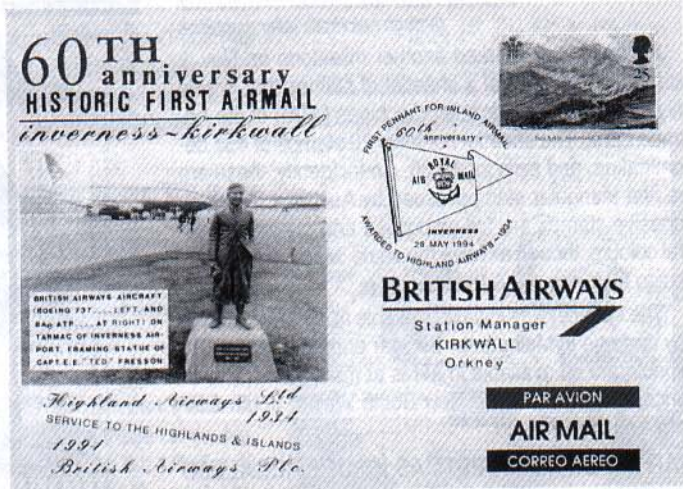 60TH
anniversary
HISTORIC FIRST AIRMAIL
inverness~kirkwall
25
FIRST PENNANT FOR INLAND AIRMAIL
60th
anniversary
ROYAL
AIR MAIL
INVERNESS
29 MAY 1994
AWARDED TO HIGHLAND AIRWAYS-1934
BRITISH AIRWAYS AIRCRAFT
(BOEING 737....LEFT, AND
BAe ATP....AT RIGHT) ON
TARMAC OF INVERNESS AIR-
PORT, FRAMING STATUE OF
CAPT. E.E. "TED" FRESSON
BRITISH AIRWAYS
Station Manager
KIRKWALL
Orkney
Highland Airways Ltd
1934
SERVICE TO THE HIGHLANDS & ISLANDS
1994
British Airways Plc.
PAR AVION
AIR MAIL
CORREO AEREO